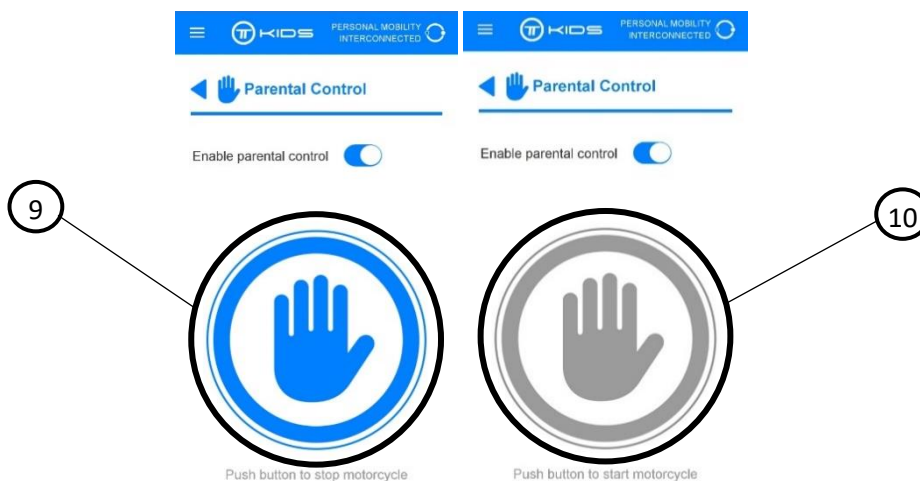 KIDS
PERSONAL MOBILITY
INTERCONNECTED
Parental Control
Enable parental control
9
Push button to stop motorcycle
KIDS
PERSONAL MOBILITY
INTERCONNECTED
Parental Control
Enable parental control
10
Push button to start motorcycle